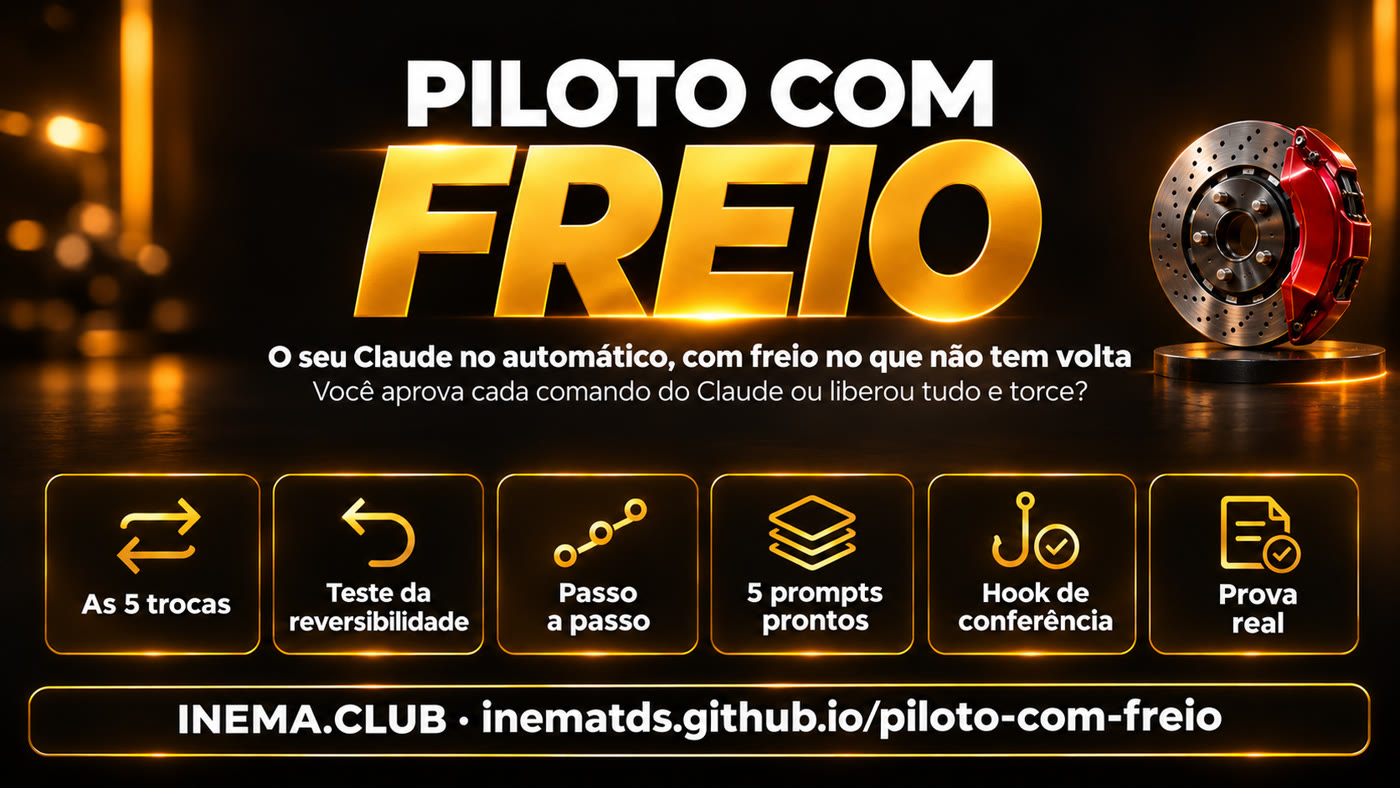 PILOTO COM
FREIO
O seu Claude no automático, com freio no que não tem volta
Você aprova cada comando do Claude ou liberou tudo e torce?
As 5 trocas
Teste da
reversibilidade
Passo
a passo
5 prompts
prontos
Hook de
conferência
Prova
real
INEMA.CLUB · inematds.github.io/piloto-com-freio